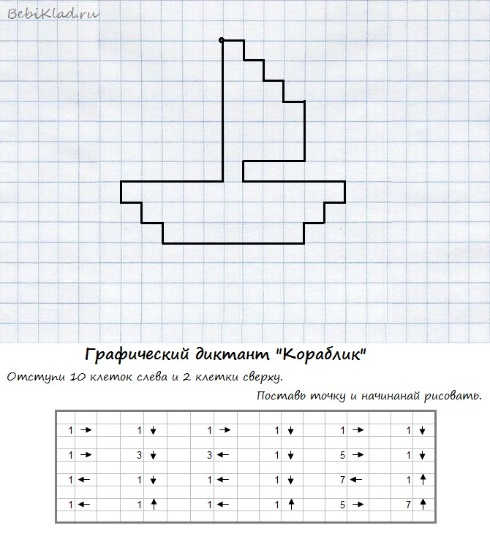 BebiKlad.ru
Графический диктант "Кораблик"
Отступи 10 клеток слева и 2 клетки сверху.
Поставь точку и начинанай рисовать.
1 → 1 ↓ 1 → 1 ↓ 1 → 1 ↓
1 → 3 ↓ 3 ← 1 ↓ 5 → 1 ↓
1 ← 1 ↓ 1 ← 1 ↓ 7 ← 1 ↑
1 ← 1 ↑ 1 ← 1 ↑ 5 → 7 ↑